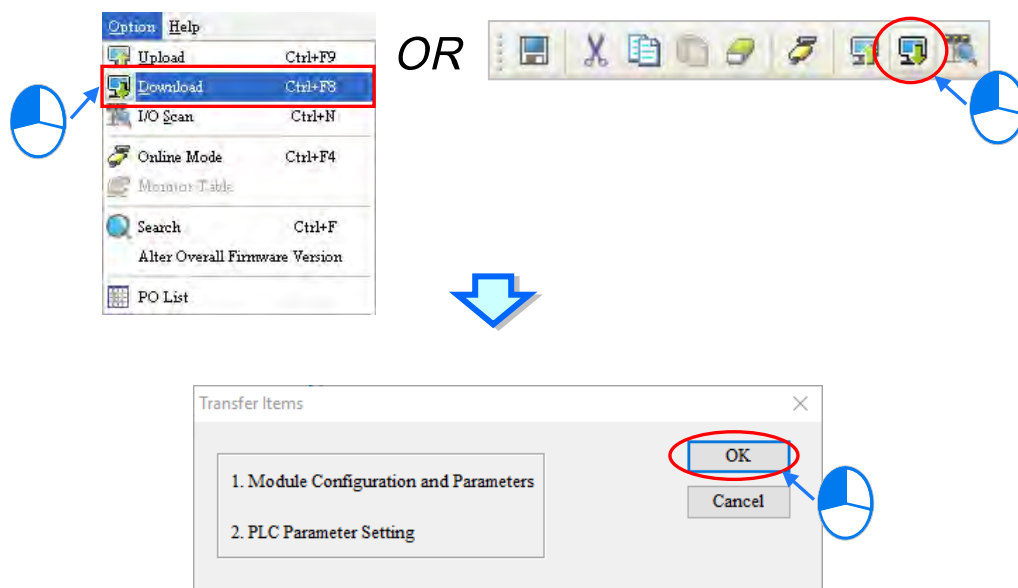 Option Help
Upload Ctrl+F9
Download Ctrl+F8
I/O Scan Ctrl+N
Online Mode Ctrl+F4
Monitor Table
Search Ctrl+F
Alter Overall Firmware Version
PO List
OR
Transfer Items
1. Module Configuration and Parameters
2. PLC Parameter Setting
OK
Cancel